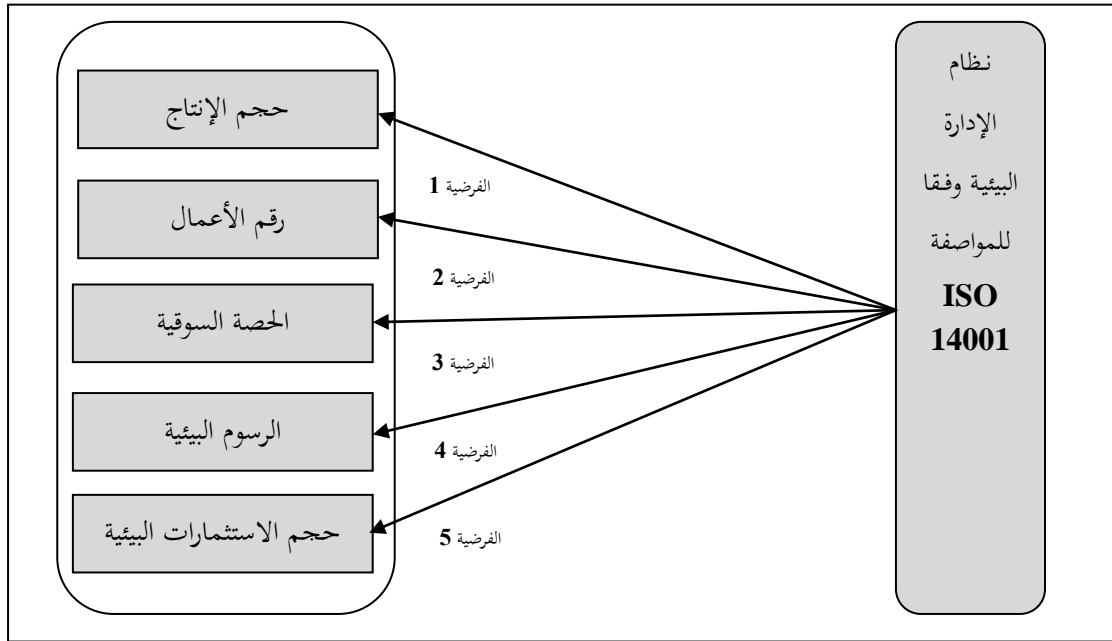 نظام
الإدارة
البيئية وفقا
للمواصفة
ISO
14001
حجم الإنتاج
الفرضية 1
رقم الأعمال
الفرضية 2
الحصة السوقية
الفرضية 3
الرسوم البيئية
الفرضية 4
حجم الاستثمارات البيئية
الفرضية 5